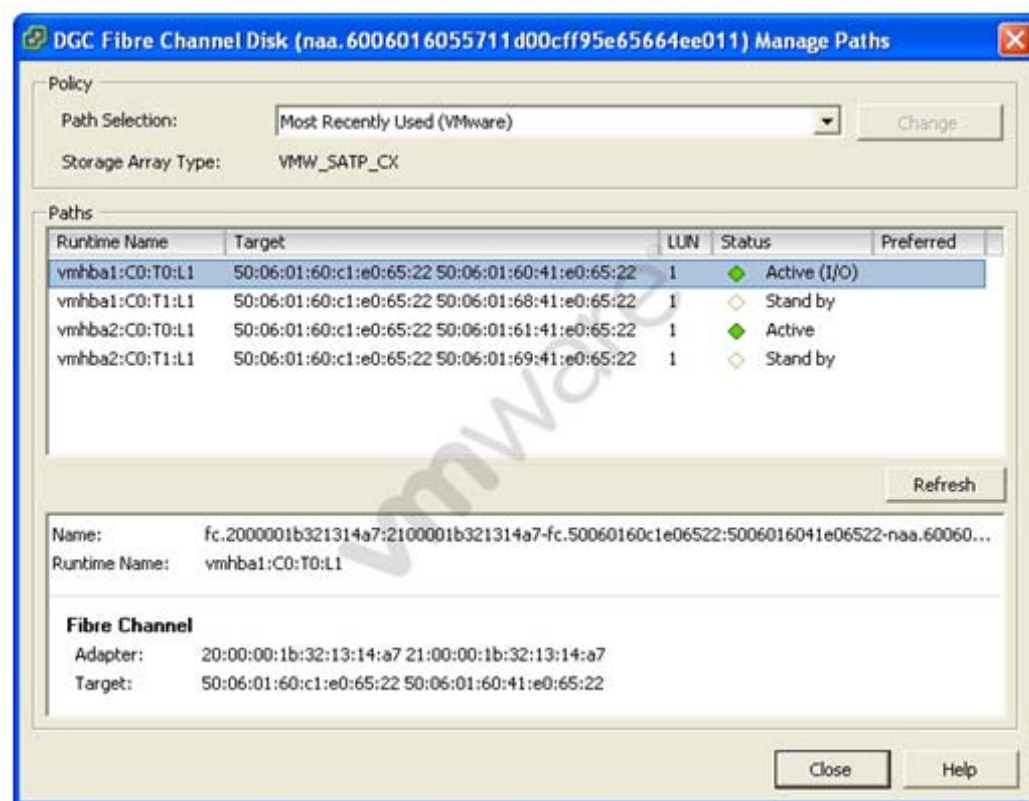 DGC Fibre Channel Disk (naa.6006016055711d00cff95e65664ee011) Manage Paths
Policy
Path Selection: Most Recently Used (VMware) Change
Storage Array Type: VMW_SATP_CX
Paths
Runtime Name Target LUN Status Preferred
vmhba1:C0:T0:L1 50:06:01:60:c1:e0:65:22 50:06:01:60:41:e0:65:22 1 Active (I/O)
vmhba1:C0:T1:L1 50:06:01:60:c1:e0:65:22 50:06:01:68:41:e0:65:22 1 Stand by
vmhba2:C0:T0:L1 50:06:01:60:c1:e0:65:22 50:06:01:61:41:e0:65:22 1 Active
vmhba2:C0:T1:L1 50:06:01:60:c1:e0:65:22 50:06:01:69:41:e0:65:22 1 Stand by
vmware
Refresh
Name: fc.2000001b321314a7:2100001b321314a7-fc.50060160c1e06522:5006016041e06522-naa.60060...
Runtime Name: vmhba1:C0:T0:L1
Fibre Channel
Adapter: 20:00:00:1b:32:13:14:a7 21:00:00:1b:32:13:14:a7
Target: 50:06:01:60:c1:e0:65:22 50:06:01:60:41:e0:65:22
Close Help